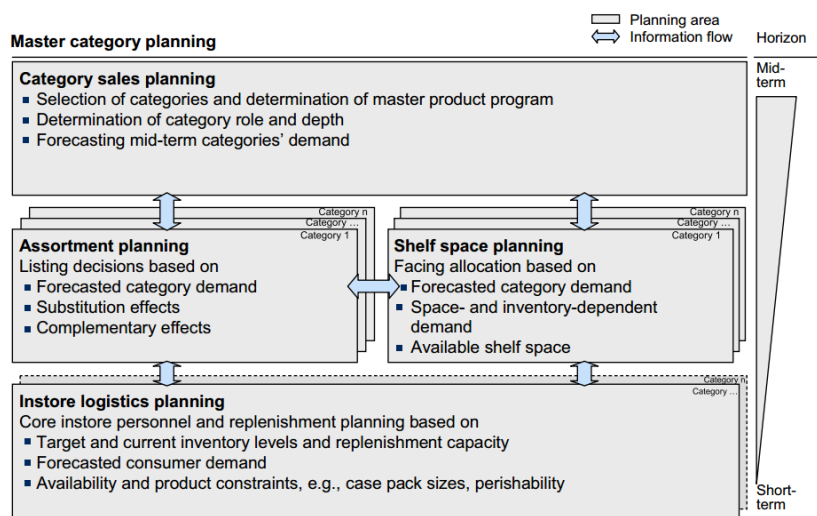 Planning area
Master category planning
Information flow
Horizon
Category sales planning
Selection of categories and determination of master product program
Determination of category role and depth
Forecasting mid-term categories’ demand
Mid-
term
Category n
Category ...
Category 1
Assortment planning
Listing decisions based on
Forecasted category demand
Substitution effects
Complementary effects
Category n
Category ...
Category 1
Shelf space planning
Facing allocation based on
Forecasted category demand
Space- and inventory-dependent
demand
Available shelf space
Category n
Category ...
Instore logistics planning
Core instore personnel and replenishment planning based on
Target and current inventory levels and replenishment capacity
Forecasted consumer demand
Availability and product constraints, e.g., case pack sizes, perishability
Short-
term